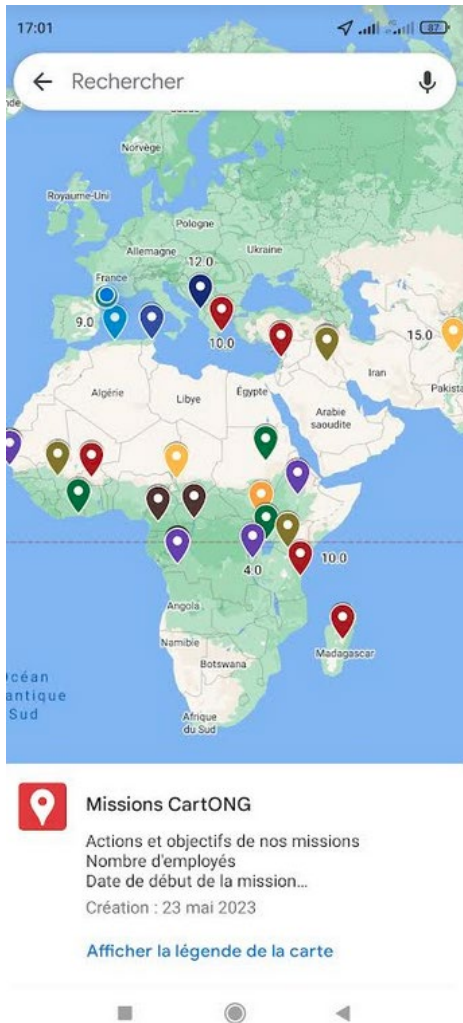 17:01
87
Rechercher
Norvège
Royaume-Uni
Pologne
Allemagne
Ukraine
12.0
France
9.0
10.0
15.0
Iran
Pakista
Algérie
Libye
Égypte
Arabie
saoudite
10.0
4.0
Angola
Namibie
Madagascar
Botswana
Océan
antique
Sud
Afrique
du Sud
Missions CartONG
Actions et objectifs de nos missions
Nombre d'employés
Date de début de la mission...
Création : 23 mai 2023
Afficher la légende de la carte